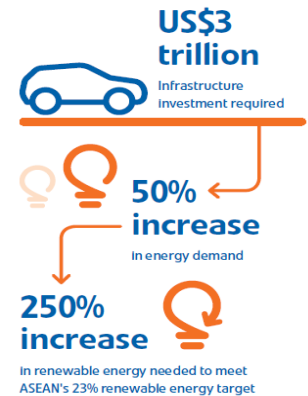 US$3
trillion
Infrastructure
investment required
50%
increase
In energy demand
250%
increase
in renewable energy needed to meet
ASEAN's 23% renewable energy target